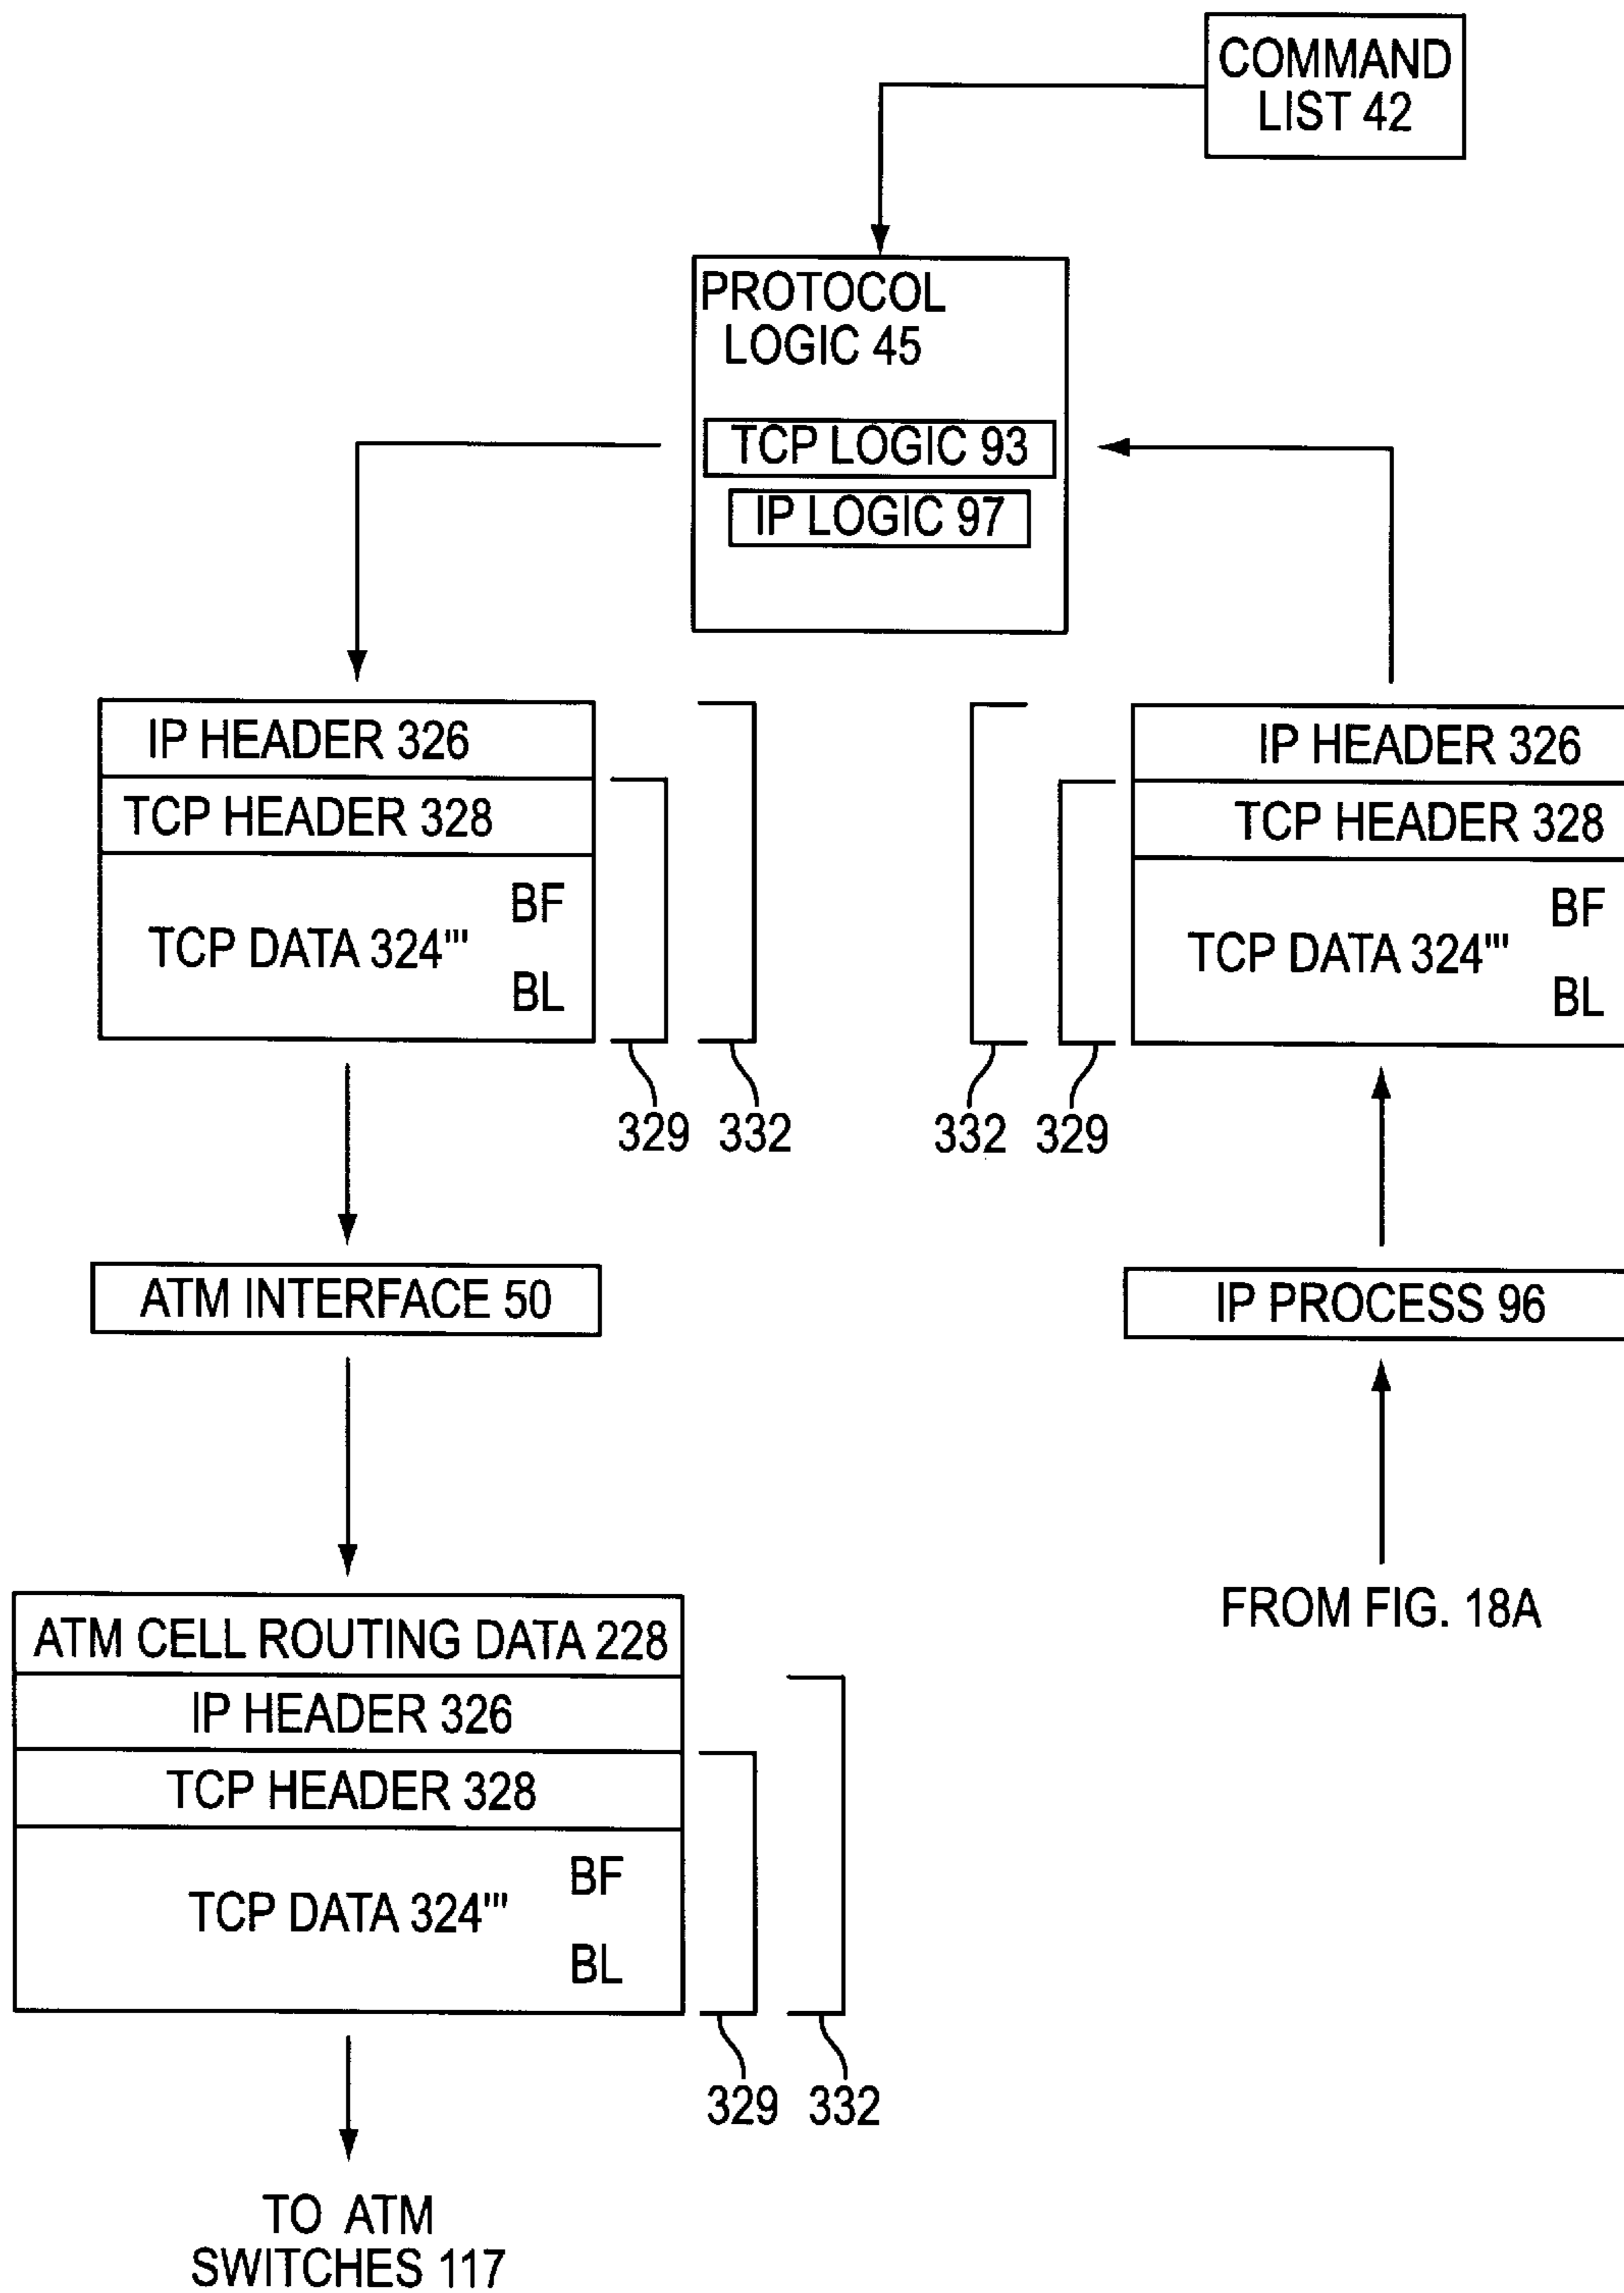 COMMAND
LIST 42
PROTOCOL
LOGIC 45
TCP LOGIC 93
IP LOGIC 97
IP HEADER 326
TCP HEADER 328
BF
TCP DATA 324'''
BL
329 332
332 329
IP HEADER 326
TCP HEADER 328
BF
TCP DATA 324'''
BL
ATM INTERFACE 50
IP PROCESS 96
FROM FIG. 18A
ATM CELL ROUTING DATA 228
IP HEADER 326
TCP HEADER 328
BF
TCP DATA 324'''
BL
329 332
TO ATM
SWITCHES 117